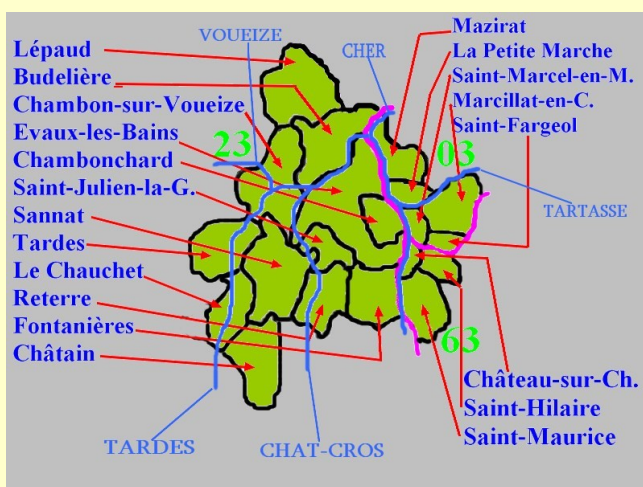 VOUEIZE
CHER
Lépaud
Budelière
Chambon-sur-Voueize
Evaux-les-Bains
Chambonchard
Saint-Julien-la-G.
Sannat
Tardes
Le Chauchet
Reterre
Fontanières
Châtain
Mazirat
La Petite Marche
Saint-Marcel-en-M.
Marcillat-en-C.
Saint-Fargeol
23
03
TARTASSE
63
Château-sur-Ch.
Saint-Hilaire
Saint-Maurice
TARDES
CHAT-CROS